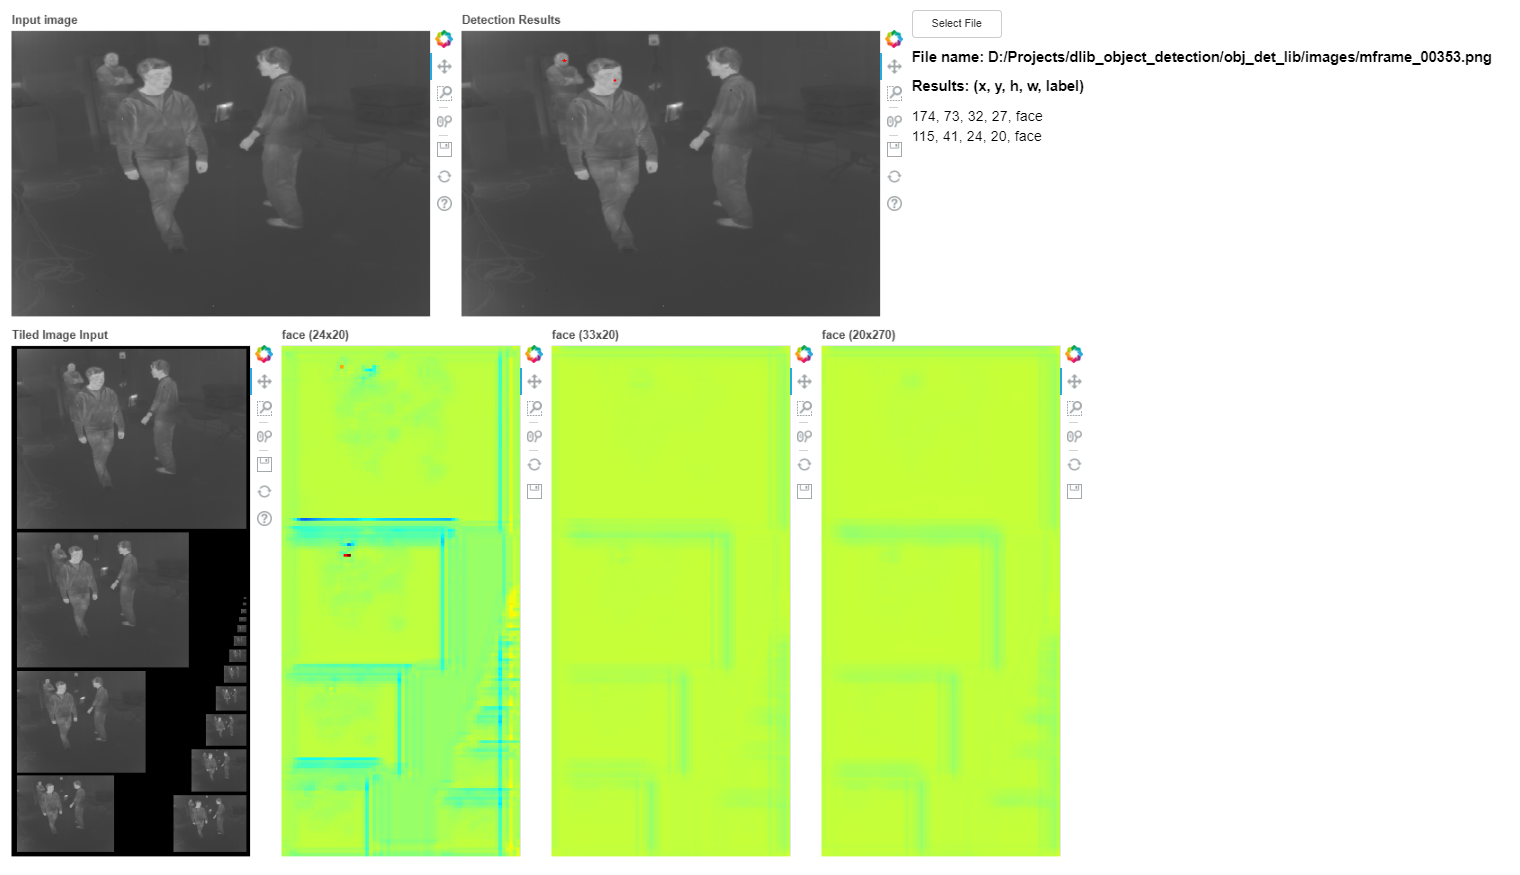 Input image
Detection Results
Select File
File name: D:/Projects/dlib_object_detection/obj_det_lib/images/mframe_00353.png
Results: (x, y, h, w, label)
174, 73, 32, 27, face
115, 41, 24, 20, face
Tiled Image Input
face (24x20)
face (33x20)
face (20x270)